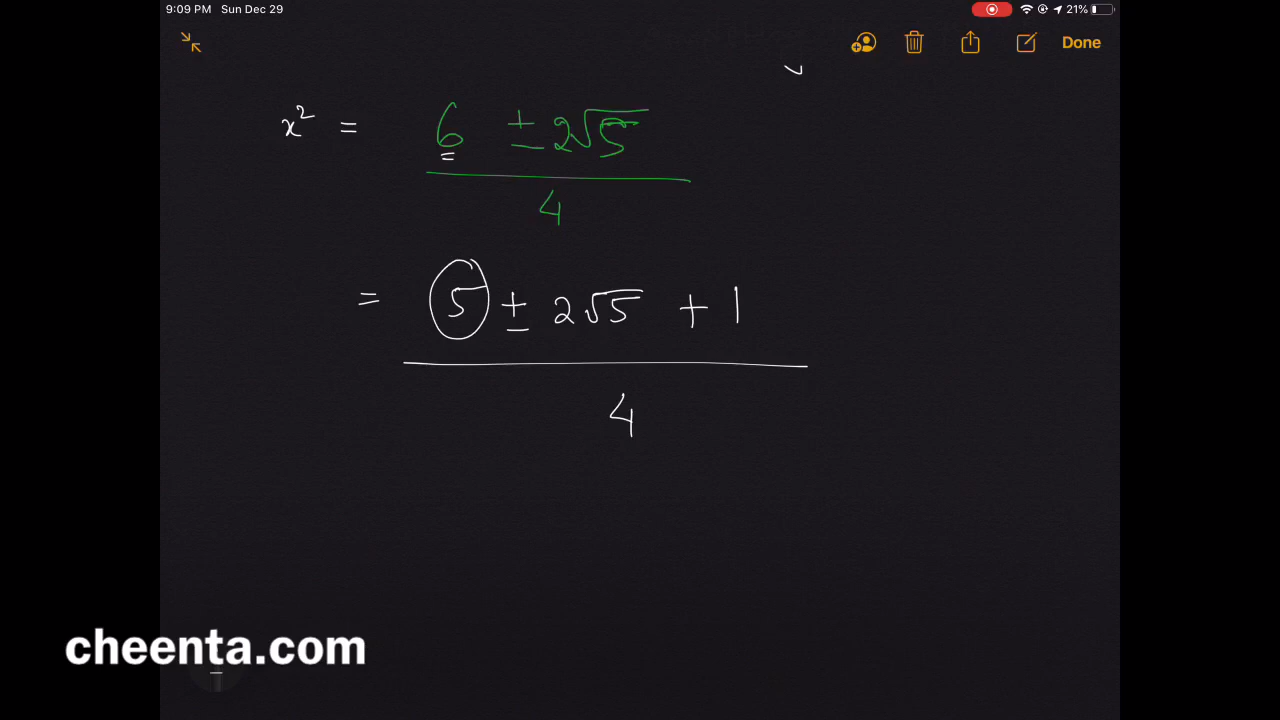 9:09 PM Sun Dec 29 21%
Done
x² = 6 ± 2√5
4
= 5 ± 2√5 + 1
4
cheenta.com